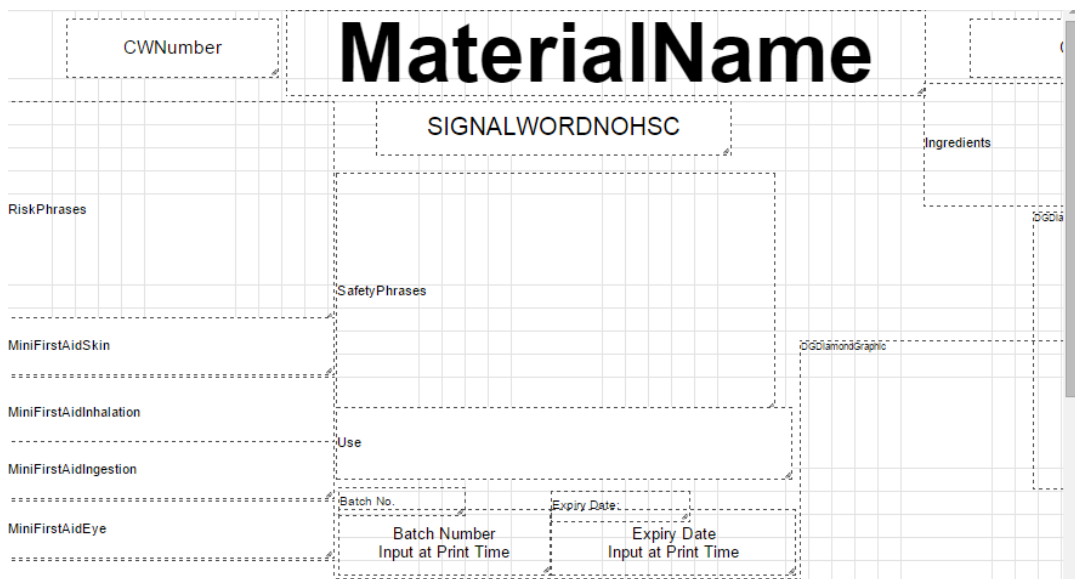 CWNumber
MaterialName
SIGNALWORDNOHSC
Ingredients
RiskPhrases
SafetyPhrases
MiniFirstAidSkin
DGDiamondGraphic
MiniFirstAidInhalation
Use
MiniFirstAidIngestion
Batch No.
Expiry Date:
MiniFirstAidEye
Batch Number
Input at Print Time
Expiry Date
Input at Print Time